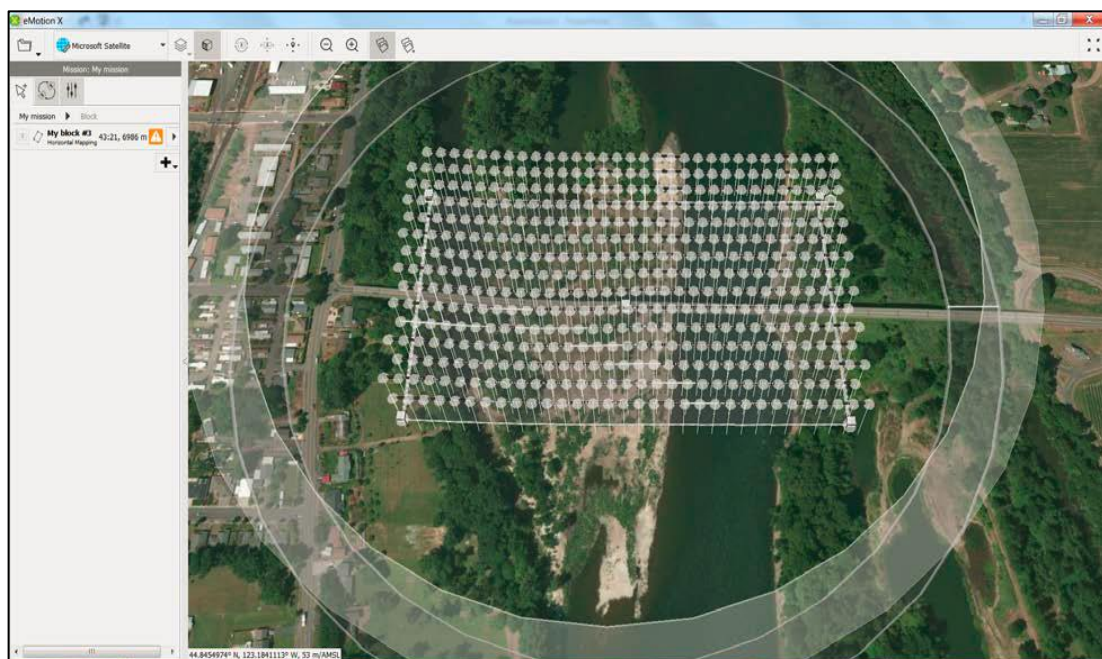 eMotion X
Microsoft Satellite
Mission: My mission
My mission Block
My block #3 43:21, 6986 m
Horizontal Mapping
44.8454974° N, 123.1841113° W, 53 m/AMSL